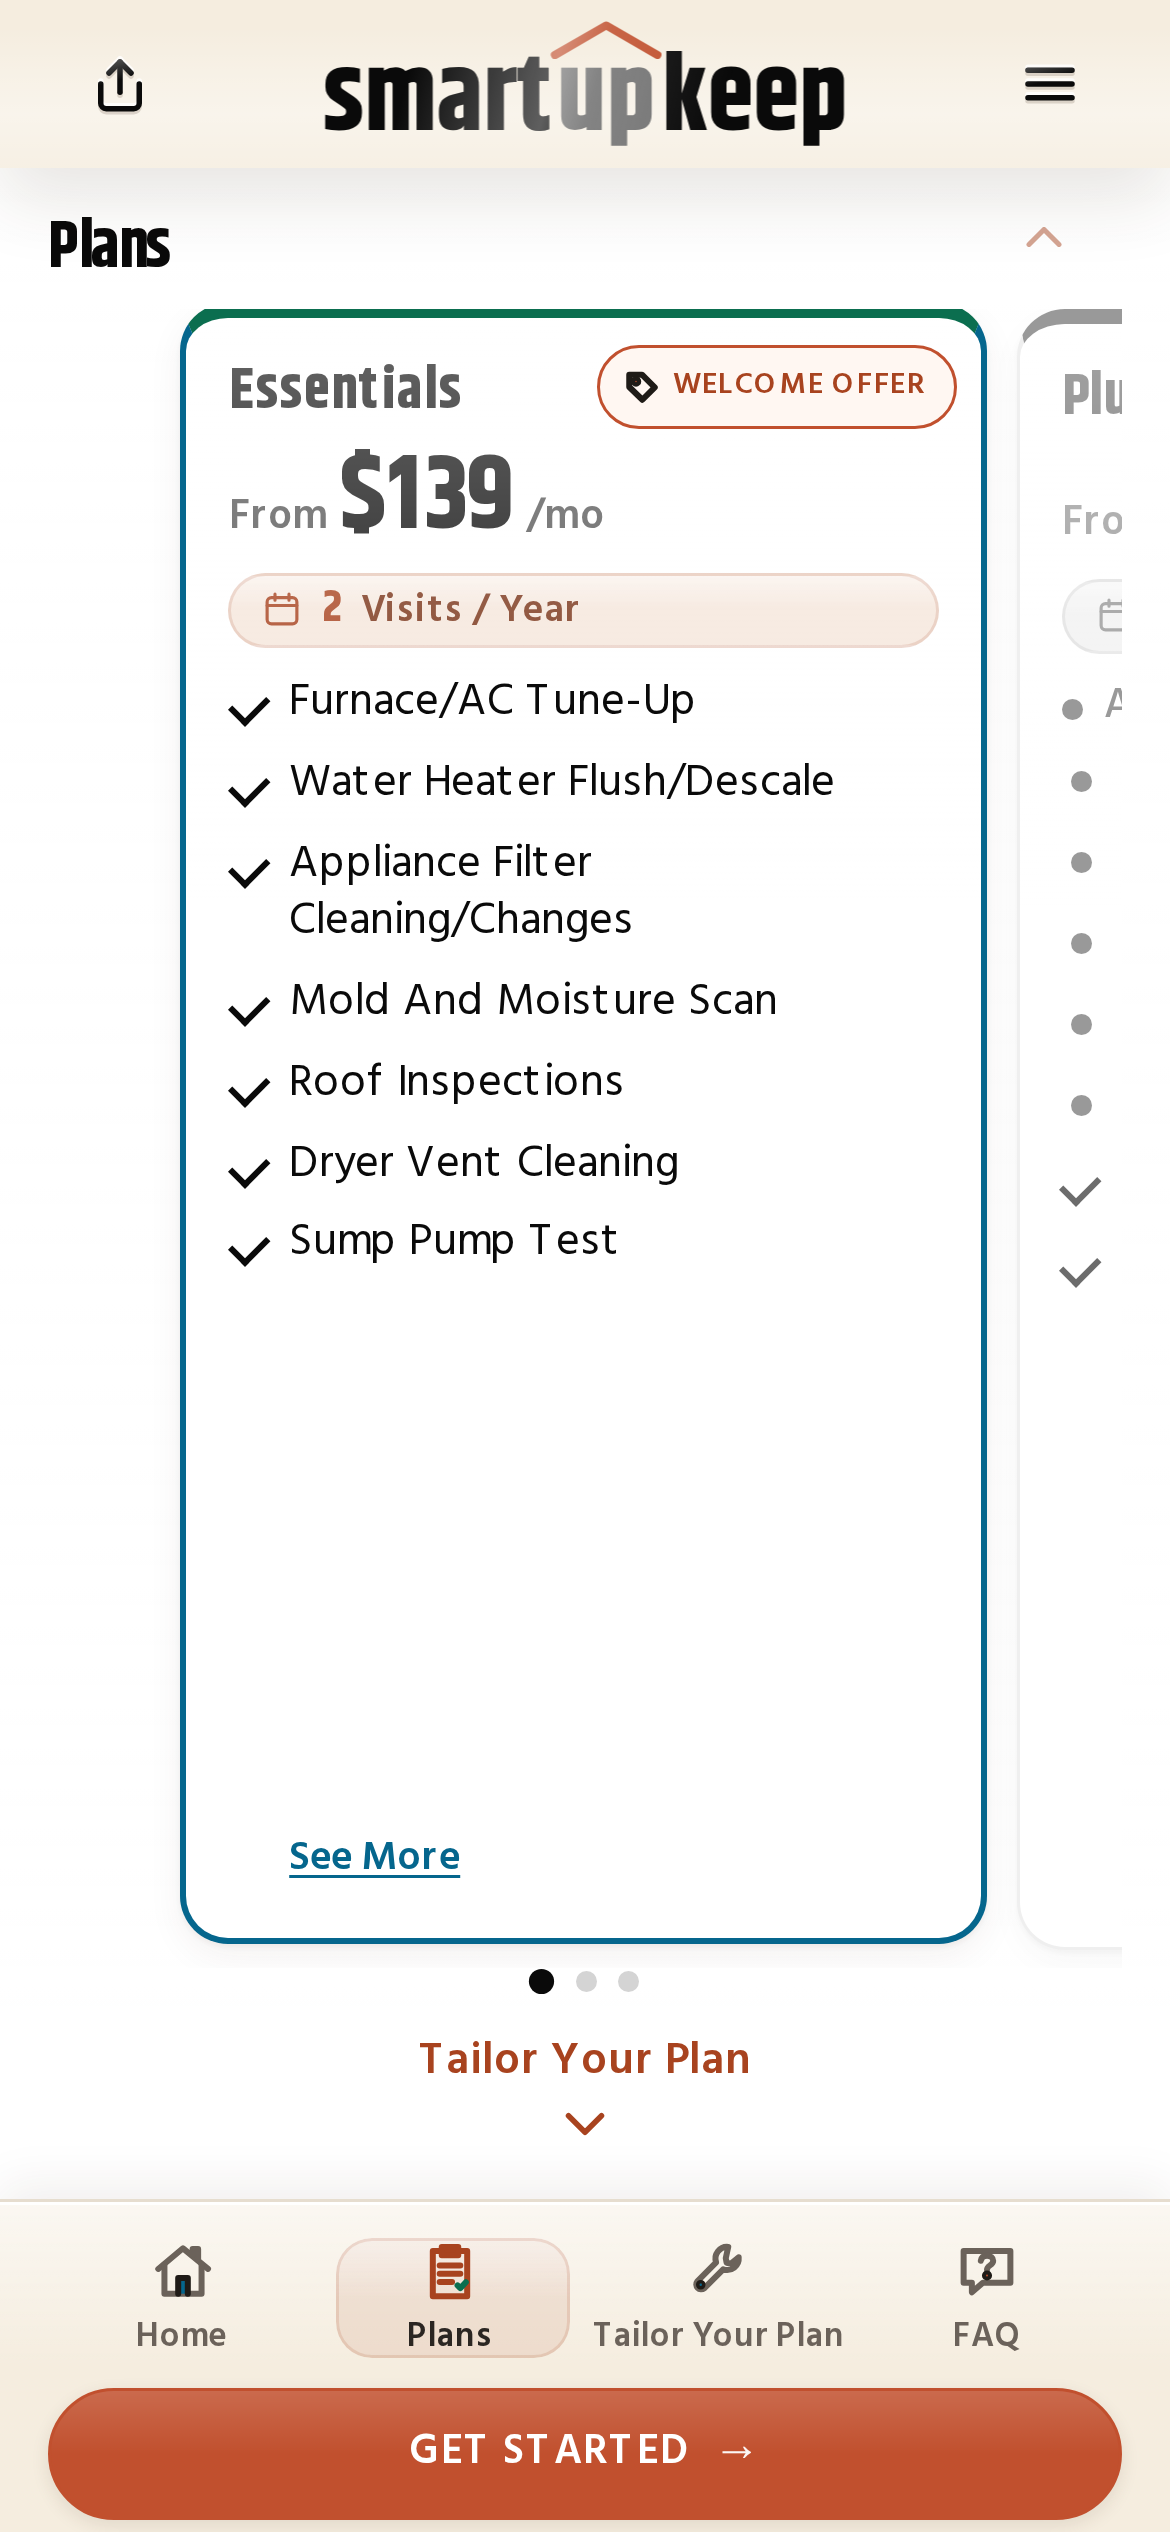 smartupkeep
Plans
Essentials
WELCOME OFFER
From $139 /mo
2 Visits / Year
Furnace/AC Tune-Up
Water Heater Flush/Descale
Appliance Filter
Cleaning/Changes
Mold And Moisture Scan
Roof Inspections
Dryer Vent Cleaning
Sump Pump Test
See More
Plu
Fro
A
Tailor Your Plan
Home
Plans
Tailor Your Plan
FAQ
GET STARTED →